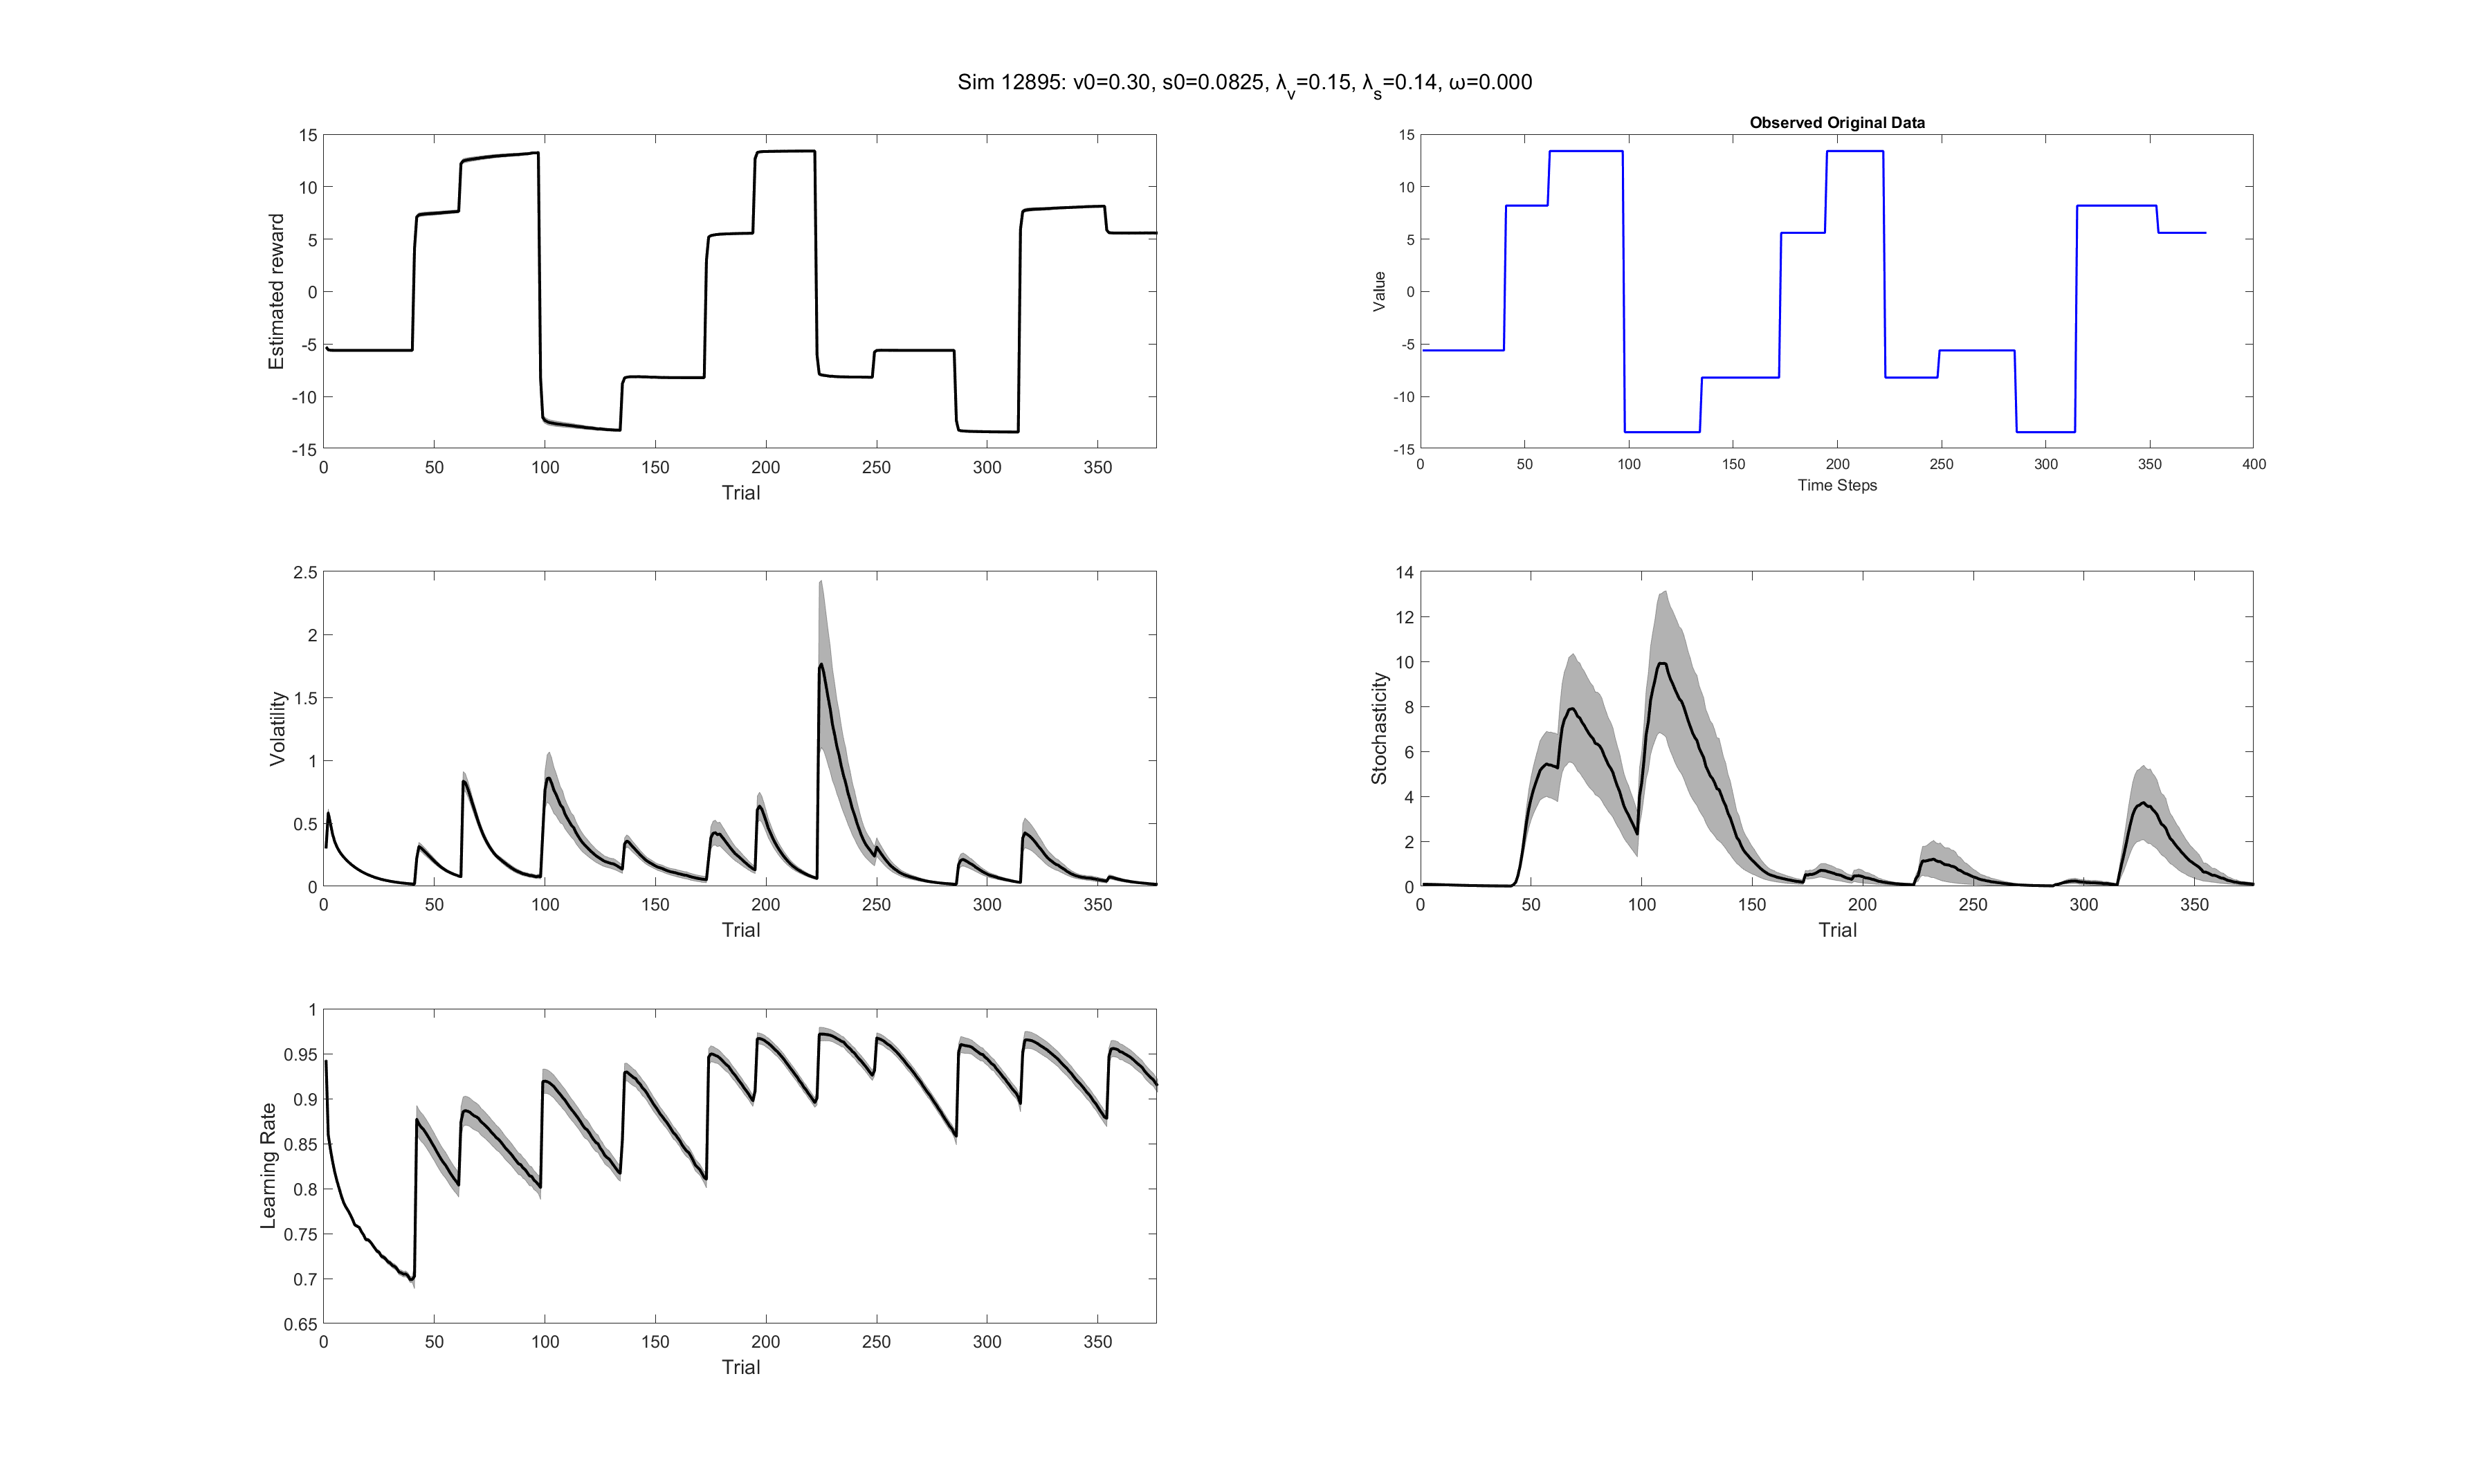 Sim 12895: v0=0.30, s0=0.0825, λv=0.15, λs=0.14, ω=0.000
15
10
5
0
-5
-10
-15
Estimated reward
0 50 100 150 200 250 300 350
Trial
Observed Original Data
15
10
5
0
-5
-10
-15
Value
0 50 100 150 200 250 300 350 400
Time Steps
2.5
2
1.5
1
0.5
0
Volatility
0 50 100 150 200 250 300 350
Trial
14
12
10
8
6
4
2
0
Stochasticity
0 50 100 150 200 250 300 350
Trial
1
0.95
0.9
0.85
0.8
0.75
0.7
0.65
Learning Rate
0 50 100 150 200 250 300 350
Trial